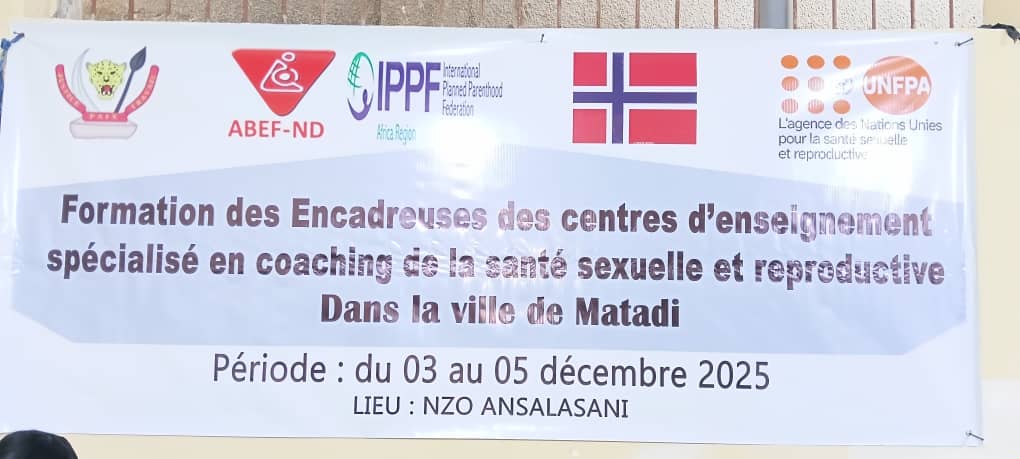 JUSTICE PAIX TRAVAIL
ABEF-ND
IPPF International
Planned Parenthood
Federation
Africa Region
UNFPA
L'agence des Nations Unies
pour la santé sexuelle
et reproductive
Formation des Encadreuses des centres d'enseignement
spécialisé en coaching de la santé sexuelle et reproductive
Dans la ville de Matadi
Période : du 03 au 05 décembre 2025
LIEU : NZO ANSALASANI